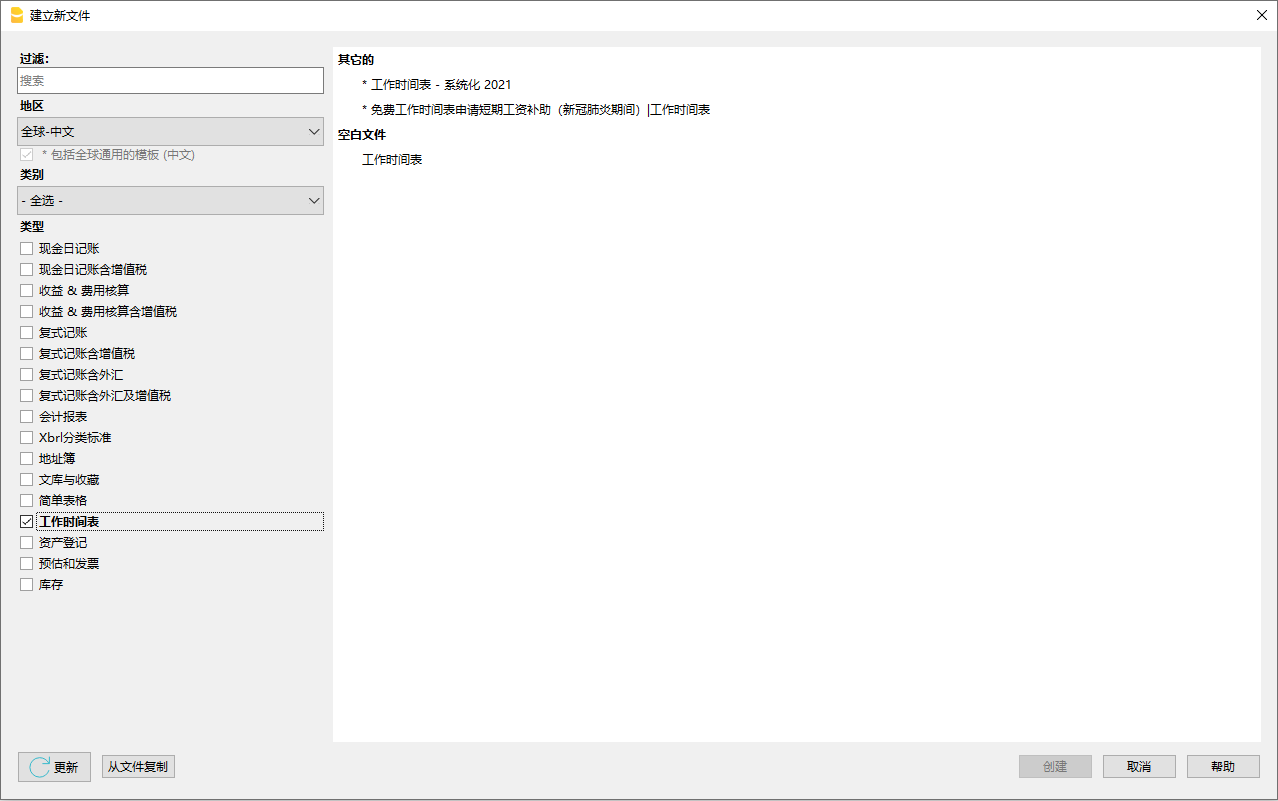 建立新文件
过滤:
搜索
地区
全球-中文
* 包括全球通用的模板 (中文)
类别
- 全选 -
类型
现金日记账
现金日记账含增值税
收益 & 费用核算
收益 & 费用核算含增值税
复式记账
复式记账含增值税
复式记账含外汇
复式记账含外汇及增值税
会计报表
Xbrl分类标准
地址簿
文库与收藏
简单表格
工作时间表
资产登记
预估和发票
库存
其它的
* 工作时间表 - 系统化 2021
* 免费工作时间表申请短期工资补助（新冠肺炎期间）|工作时间表
空白文件
工作时间表
更新
从文件复制
创建
取消
帮助